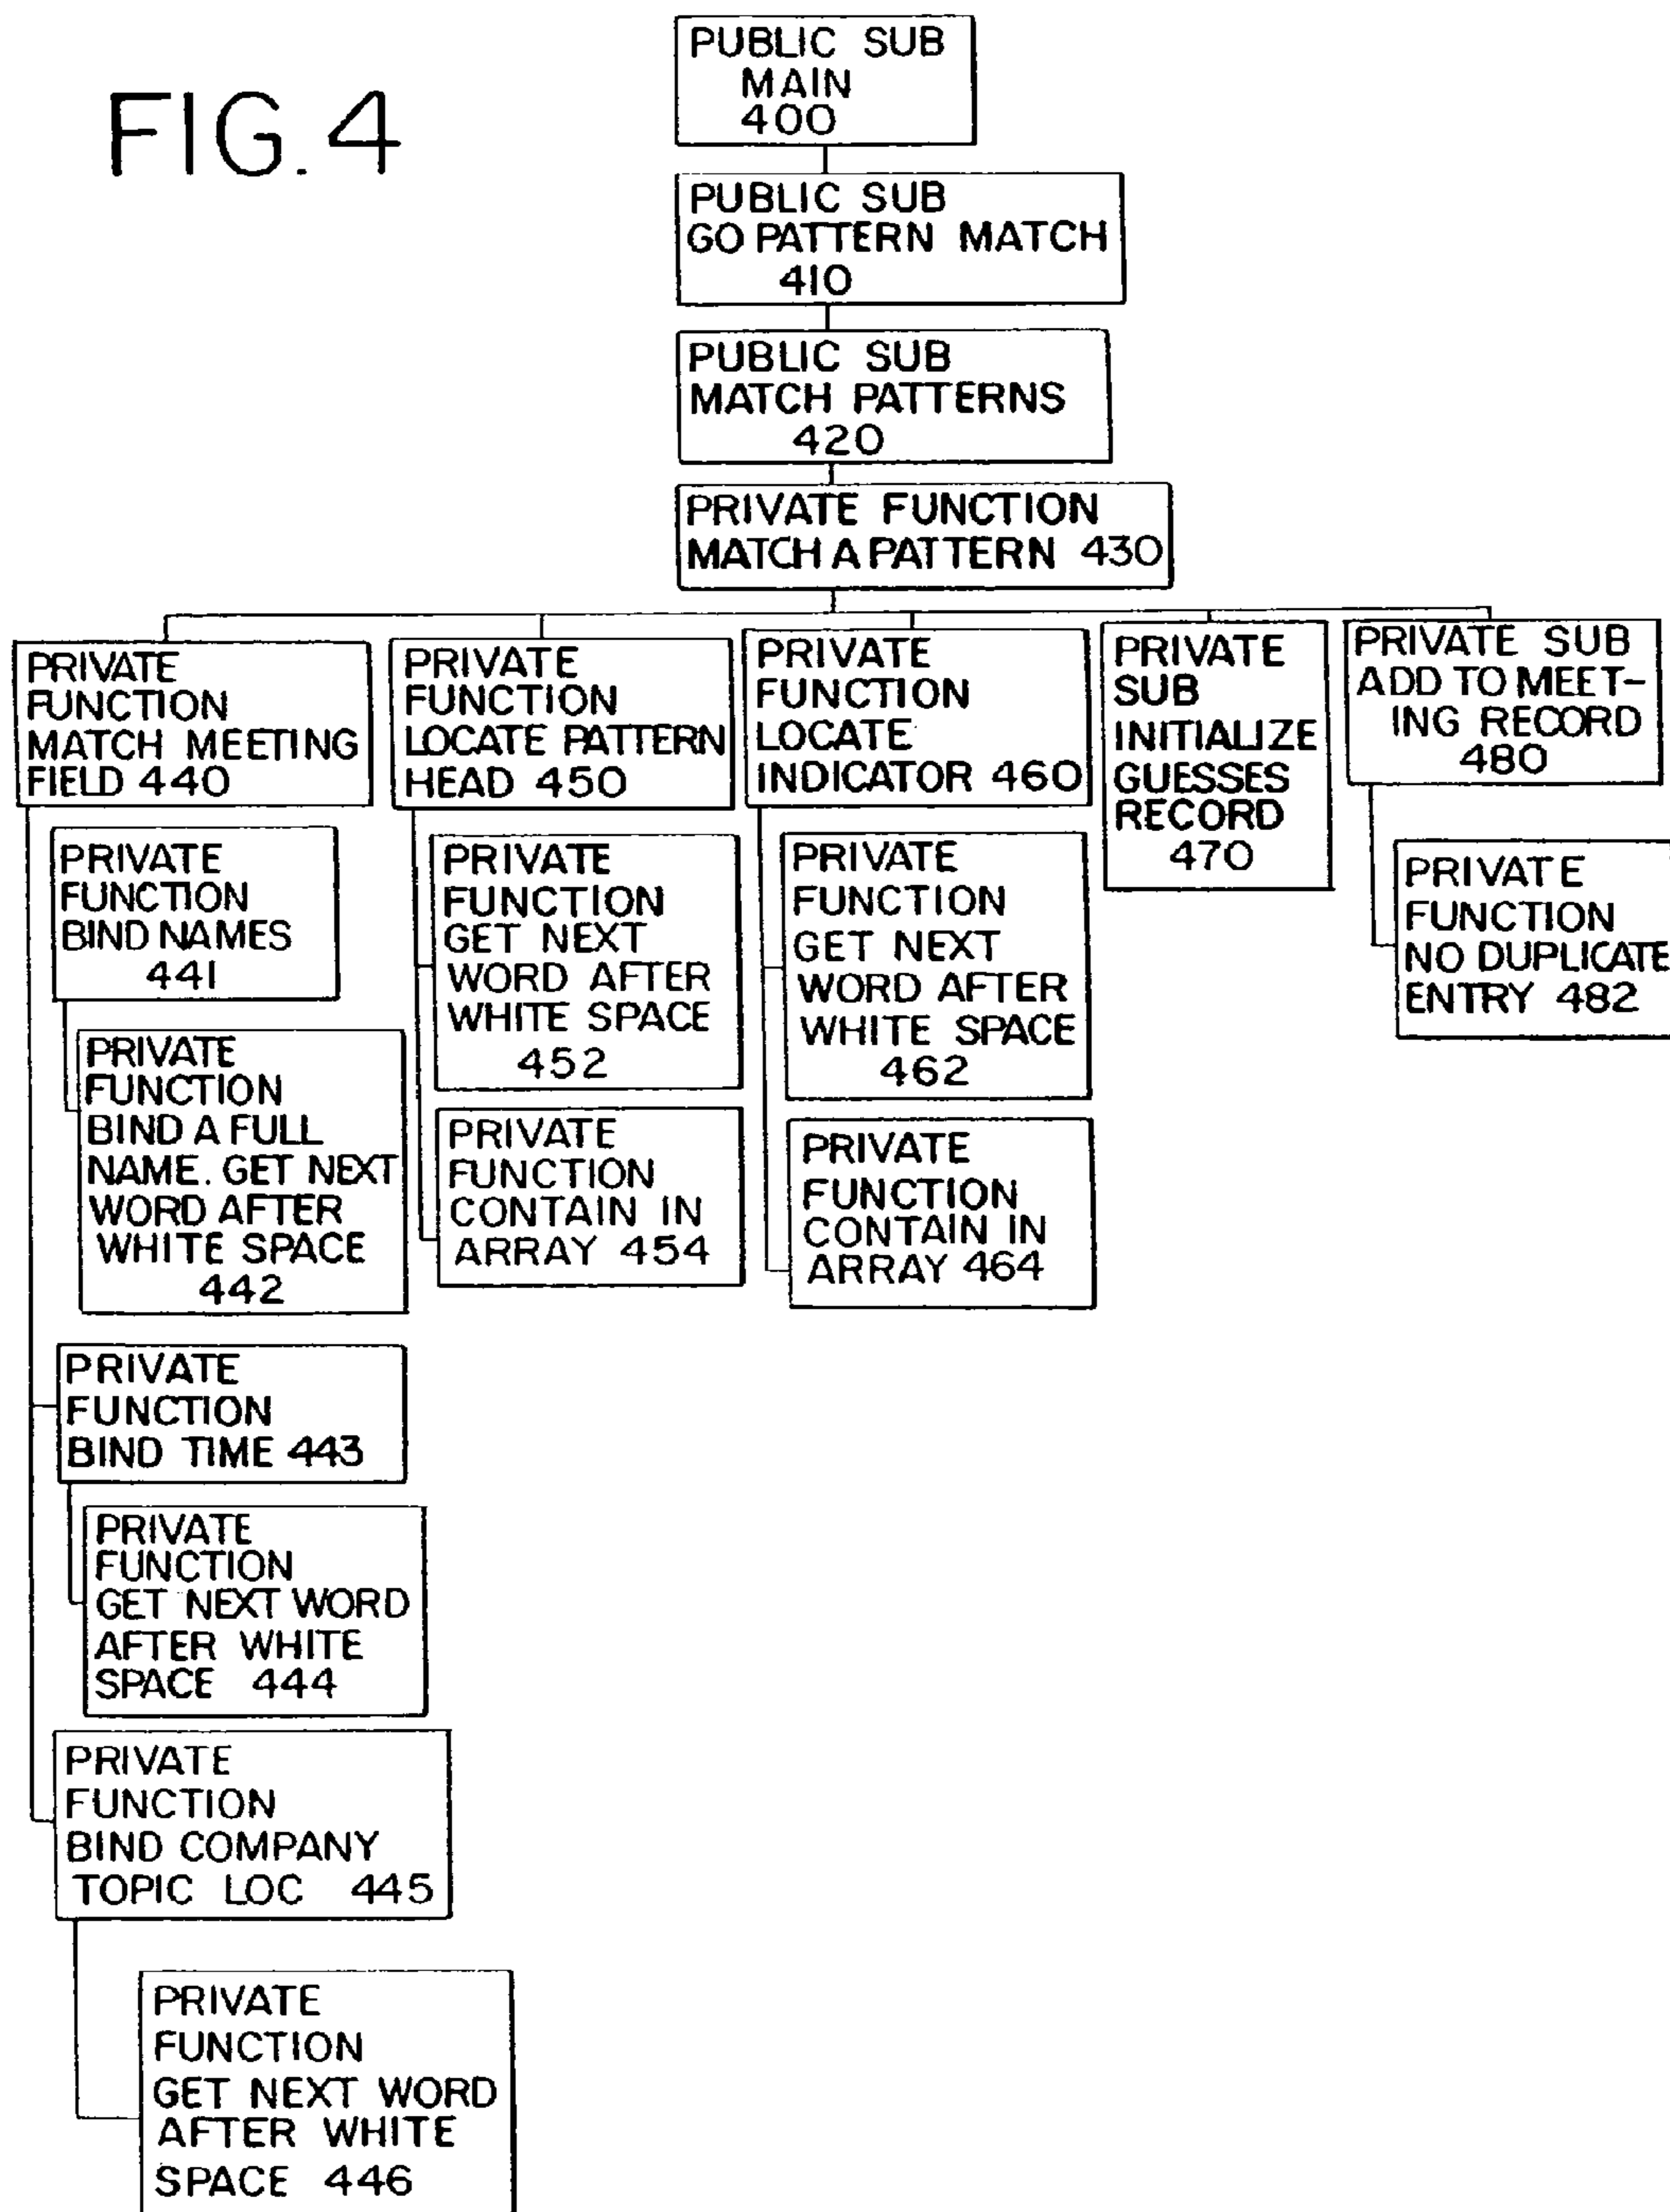 FIG. 4
PUBLIC SUB
MAIN
400
PUBLIC SUB
GO PATTERN MATCH
410
PUBLIC SUB
MATCH PATTERNS
420
PRIVATE FUNCTION
MATCH A PATTERN 430
PRIVATE
FUNCTION
MATCH MEETING
FIELD 440
PRIVATE
FUNCTION
BIND NAMES
441
PRIVATE
FUNCTION
BIND A FULL
NAME. GET NEXT
WORD AFTER
WHITE SPACE
442
PRIVATE
FUNCTION
BIND TIME 443
PRIVATE
FUNCTION
GET NEXT WORD
AFTER WHITE
SPACE 444
PRIVATE
FUNCTION
BIND COMPANY
TOPIC LOC 445
PRIVATE
FUNCTION
GET NEXT WORD
AFTER WHITE
SPACE 446
PRIVATE
FUNCTION
LOCATE PATTERN
HEAD 450
PRIVATE
FUNCTION
GET NEXT
WORD AFTER
WHITE SPACE
452
PRIVATE
FUNCTION
CONTAIN IN
ARRAY 454
PRIVATE
FUNCTION
LOCATE
INDICATOR 460
PRIVATE
FUNCTION
GET NEXT
WORD AFTER
WHITE SPACE
462
PRIVATE
FUNCTION
CONTAIN IN
ARRAY 464
PRIVATE
SUB
INITIALIZE
GUESSES
RECORD
470
PRIVATE SUB
ADD TO MEET-
ING RECORD
480
PRIVATE
FUNCTION
NO DUPLICATE
ENTRY 482